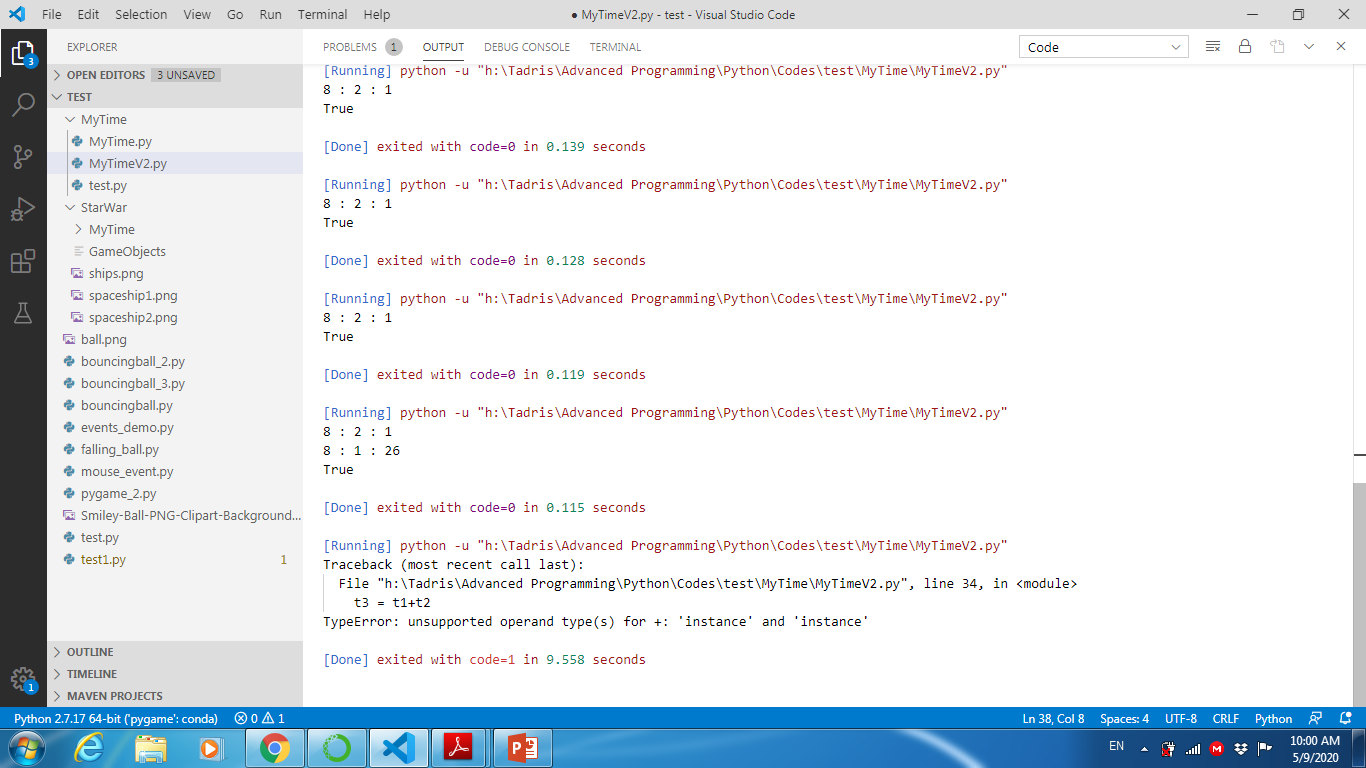 File Edit Selection View Go Run Terminal Help
● MyTimeV2.py - test - Visual Studio Code
EXPLORER
OPEN EDITORS 3 UNSAVED
TEST
MyTime
MyTime.py
MyTimeV2.py
test.py
StarWar
MyTime
GameObjects
ships.png
spaceship1.png
spaceship2.png
ball.png
bouncingball_2.py
bouncingball_3.py
bouncingball.py
events_demo.py
falling_ball.py
mouse_event.py
pygame_2.py
Smiley-Ball-PNG-Clipart-Background...
test.py
test1.py 1
OUTLINE
TIMELINE
MAVEN PROJECTS
3
1
PROBLEMS 1 OUTPUT DEBUG CONSOLE TERMINAL
Code
[Running] python -u "h:\Tadris\Advanced Programming\Python\Codes\test\MyTime\MyTimeV2.py"
8 : 2 : 1
True
[Done] exited with code=0 in 0.139 seconds
[Running] python -u "h:\Tadris\Advanced Programming\Python\Codes\test\MyTime\MyTimeV2.py"
8 : 2 : 1
True
[Done] exited with code=0 in 0.128 seconds
[Running] python -u "h:\Tadris\Advanced Programming\Python\Codes\test\MyTime\MyTimeV2.py"
8 : 2 : 1
True
[Done] exited with code=0 in 0.119 seconds
[Running] python -u "h:\Tadris\Advanced Programming\Python\Codes\test\MyTime\MyTimeV2.py"
8 : 2 : 1
8 : 1 : 26
True
[Done] exited with code=0 in 0.115 seconds
[Running] python -u "h:\Tadris\Advanced Programming\Python\Codes\test\MyTime\MyTimeV2.py"
Traceback (most recent call last):
File "h:\Tadris\Advanced Programming\Python\Codes\test\MyTime\MyTimeV2.py", line 34, in <module>
t3 = t1+t2
TypeError: unsupported operand type(s) for +: 'instance' and 'instance'
[Done] exited with code=1 in 9.558 seconds
Python 2.7.17 64-bit ('pygame': conda) 0 1
Ln 38, Col 8 Spaces: 4 UTF-8 CRLF Python
EN
10:00 AM
5/9/2020